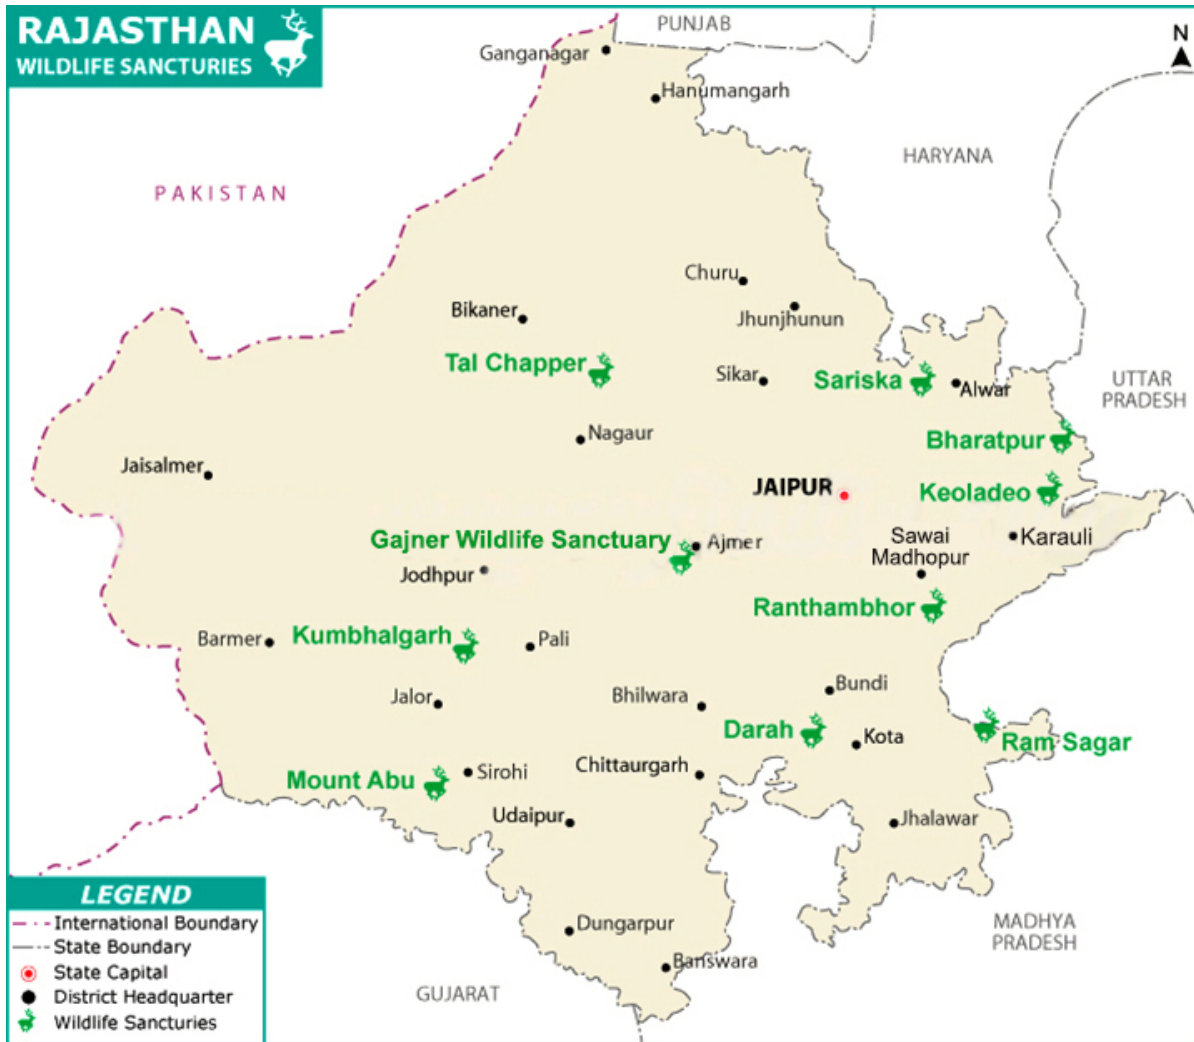 RAJASTHAN
WILDLIFE SANCTURIES
PUNJAB
N
Ganganagar
Hanumangarh
HARYANA
PAKISTAN
Churu
Bikaner
Jhunjhunun
Tal Chapper
Sikar
Sariska
Alwar
UTTAR
PRADESH
Nagaur
Bharatpur
Jaisalmer
JAIPUR
Keoladeo
Gajner Wildlife Sanctuary
Ajmer
Sawai
Madhopur
Karauli
Jodhpur
Ranthambhor
Barmer
Kumbhalgarh
Pali
Jalor
Bhilwara
Bundi
Darah
Kota
Ram Sagar
Mount Abu
Sirohi
Chittaurgarh
Udaipur
Jhalawar
LEGEND
International Boundary
State Boundary
State Capital
District Headquarter
Wildlife Sancturies
Dungarpur
Banswara
MADHYA
PRADESH
GUJARAT